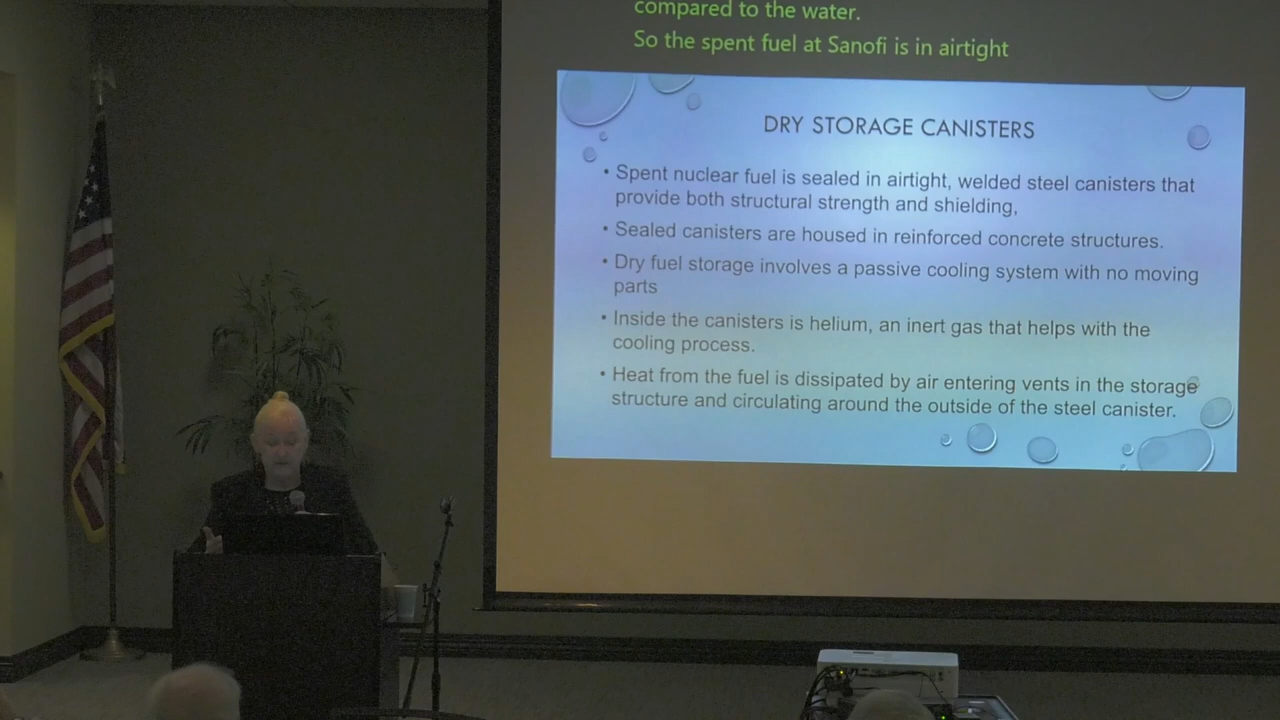 compared to the water.
So the spent fuel at Sanofi is in airtight
DRY STORAGE CANISTERS
• Spent nuclear fuel is sealed in airtight, welded steel canisters that
provide both structural strength and shielding,
• Sealed canisters are housed in reinforced concrete structures.
• Dry fuel storage involves a passive cooling system with no moving
parts
• Inside the canisters is helium, an inert gas that helps with the
cooling process.
• Heat from the fuel is dissipated by air entering vents in the storage
structure and circulating around the outside of the steel canister.